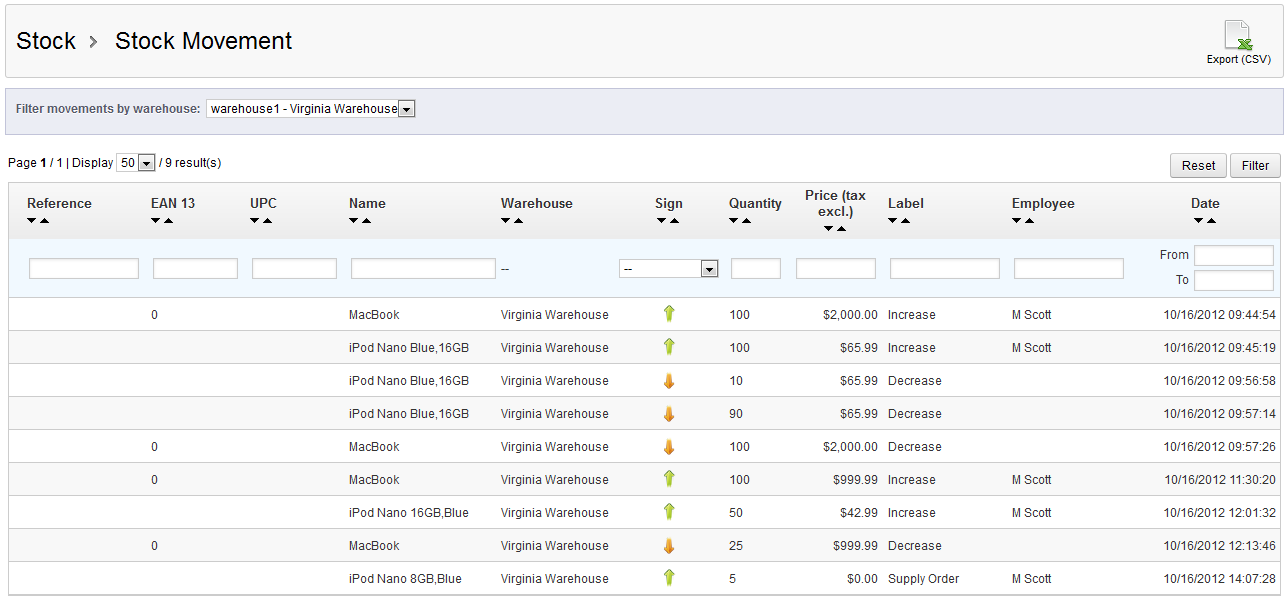 Stock > Stock Movement
Export (CSV)
Filter movements by warehouse: warehouse1 - Virginia Warehouse
Page 1 / 1 | Display 50 / 9 result(s)
Reset Filter
Reference EAN 13 UPC Name Warehouse Sign Quantity Price (tax excl.) Label Employee Date
-- -- From
To
0 MacBook Virginia Warehouse 100 $2,000.00 Increase M Scott 10/16/2012 09:44:54
iPod Nano Blue,16GB Virginia Warehouse 100 $65.99 Increase M Scott 10/16/2012 09:45:19
iPod Nano Blue,16GB Virginia Warehouse 10 $65.99 Decrease 10/16/2012 09:56:58
iPod Nano Blue,16GB Virginia Warehouse 90 $65.99 Decrease 10/16/2012 09:57:14
0 MacBook Virginia Warehouse 100 $2,000.00 Decrease 10/16/2012 09:57:26
0 MacBook Virginia Warehouse 100 $999.99 Increase M Scott 10/16/2012 11:30:20
iPod Nano 16GB,Blue Virginia Warehouse 50 $42.99 Increase M Scott 10/16/2012 12:01:32
0 MacBook Virginia Warehouse 25 $999.99 Decrease 10/16/2012 12:13:46
iPod Nano 8GB,Blue Virginia Warehouse 5 $0.00 Supply Order M Scott 10/16/2012 14:07:28